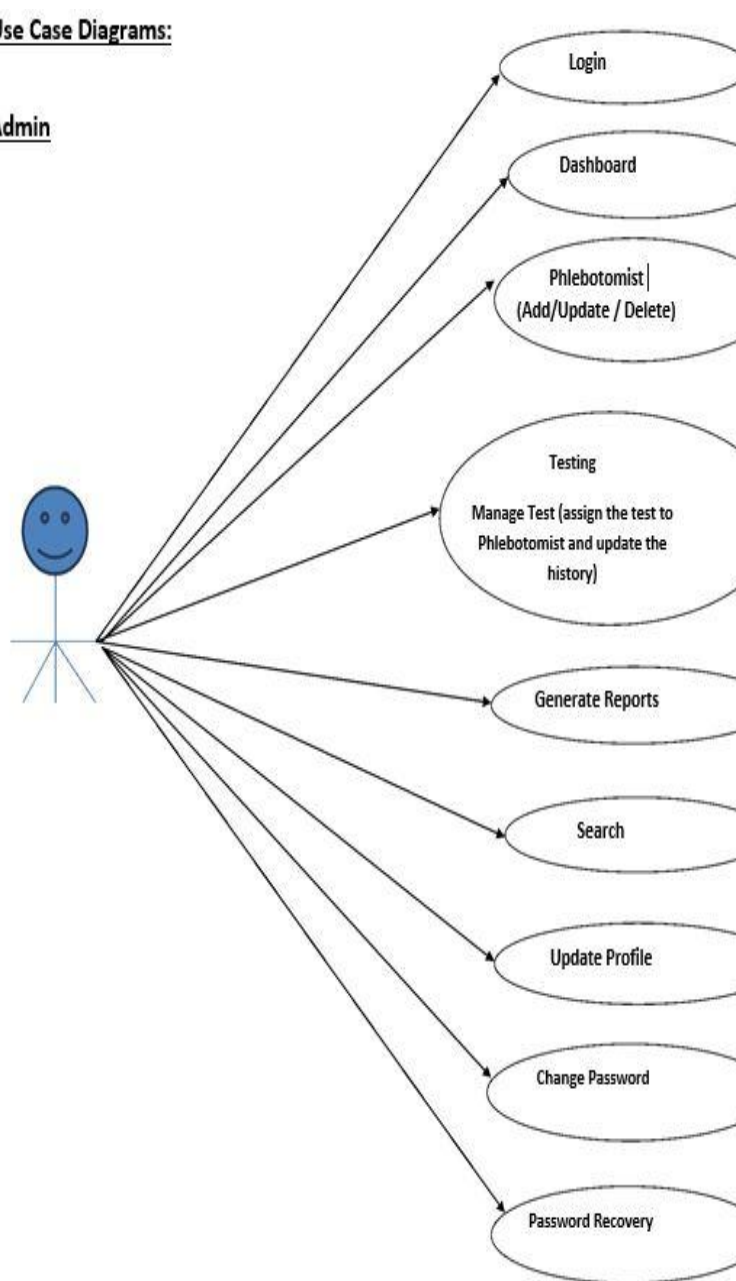 Use Case Diagrams:
Admin
Login
Dashboard
Phlebotomist
(Add/Update / Delete)
Testing
Manage Test (assign the test to
Phlebotomist and update the
history)
Generate Reports
Search
Update Profile
Change Password
Password Recovery